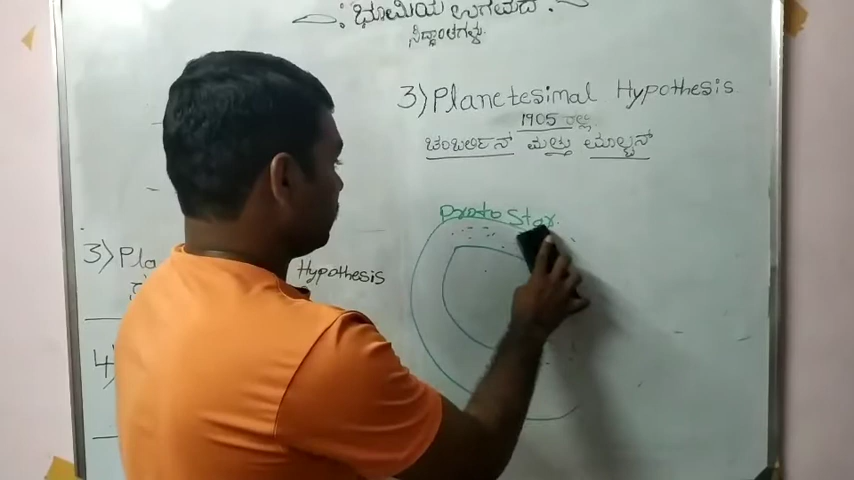 : ಭೂಮಿಯ ಉಗಮದ :
ಸಿದ್ಧಾಂತಗಳು.
3) Planetesimal Hypothesis
1905 ರಲ್ಲಿ
ಚಂಬರ್ಲಿನ್ ಮತ್ತು ಮೌಲ್ಟನ್
Proto Star.
3) Pla
Hypothesis
4)